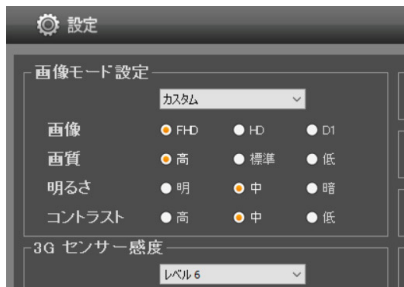 設定
画像モード設定
カスタム
画像 FHD HD D1
画質 高 標準 低
明るさ 明 中 暗
コントラスト 高 中 低
3G センサー感度
レベル 6